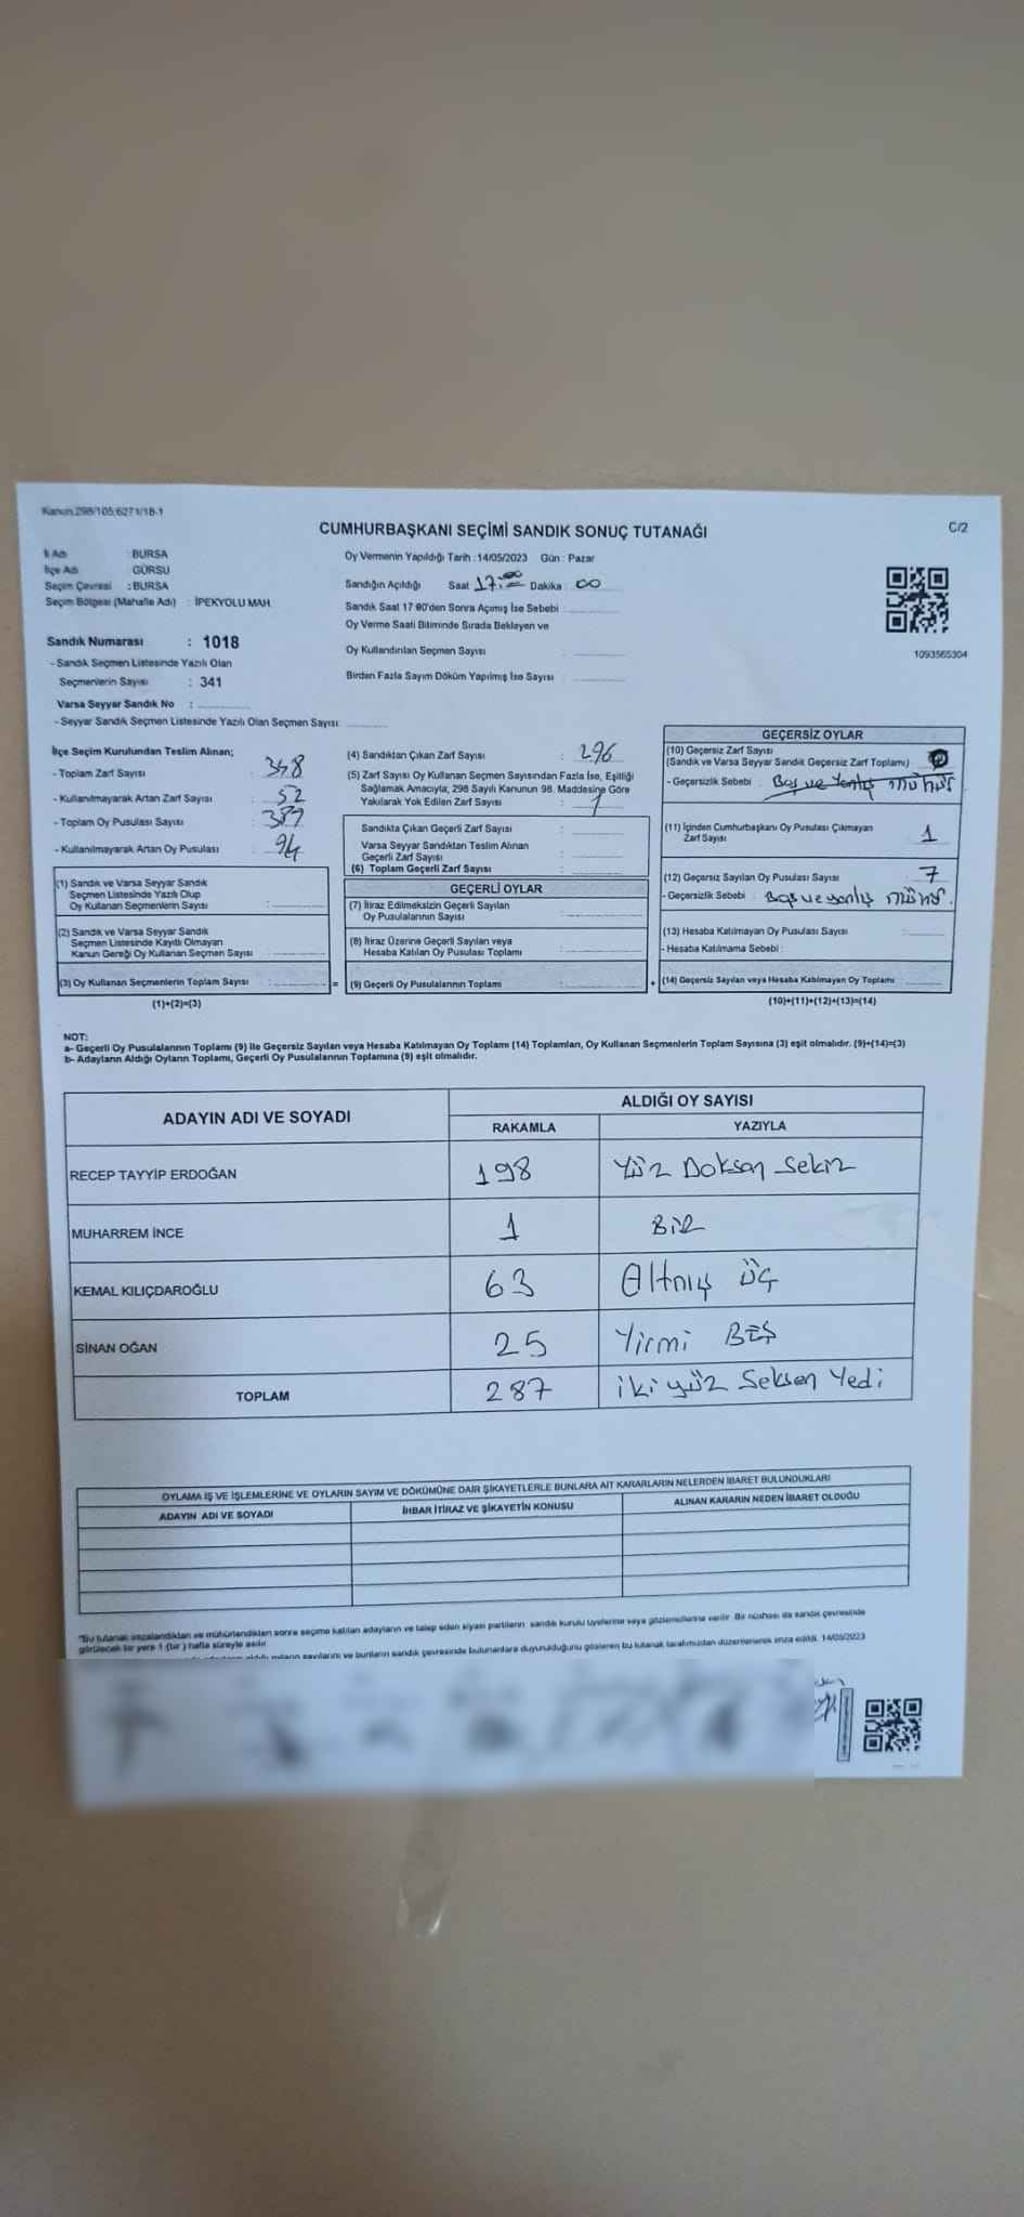 Kanun.298/105;6271/18-1
C/2
CUMHURBAŞKANI SEÇİMİ SANDIK SONUÇ TUTANAĞI
İl Adı BURSA
İlçe Adı GÜRSU
Seçim Çevresi : BURSA
Seçim Bölgesi (Mahalle Adı) : İPEKYOLU MAH.
Sandık Numarası : 1018
- Sandık Seçmen Listesinde Yazılı Olan
Seçmenlerin Sayısı : 341
Varsa Seyyar Sandık No :
- Seyyar Sandık Seçmen Listesinde Yazılı Olan Seçmen Sayısı:
Oy Vermenin Yapıldığı Tarih : 14/05/2023 Gün : Pazar
Sandığın Açıldığı Saat 17:00 Dakika 00
Sandık Saat 17:00'den Sonra Açımış İse Sebebi
Oy Verme Saati Bitiminde Sırada Bekleyen ve
Oy Kullandırılan Seçmen Sayısı :
Birden Fazla Sayım Döküm Yapılmış İse Sayısı :
1093565304
İlçe Seçim Kurulundan Teslim Alınan;
- Toplam Zarf Sayısı : 348
- Kullanılmayarak Artan Zarf Sayısı : 52
- Toplam Oy Pusulası Sayısı :
- Kullanılmayarak Artan Oy Pusulası : 94
(1) Sandık ve Varsa Seyyar Sandık
Seçmen Listesinde Yazılı Olup
Oy Kullanan Seçmenlerin Sayısı :
(2) Sandık ve Varsa Seyyar Sandık
Seçmen Listesinde Kayıtlı Olmayan
Kanun Gereği Oy Kullanan Seçmen Sayısı :
(3) Oy Kullanan Seçmenlerin Toplam Sayısı : =
(1)+(2)=(3)
(4) Sandıktan Çıkan Zarf Sayısı : 296
(5) Zarf Sayısı Oy Kullanan Seçmen Sayısından Fazla İse, Eşitliği
Sağlamak Amacıyla, 298 Sayılı Kanunun 98. Maddesine Göre
Yakılarak Yok Edilen Zarf Sayısı : 1
Sandıkta Çıkan Geçerli Zarf Sayısı :
Varsa Seyyar Sandıktan Teslim Alınan
Geçerli Zarf Sayısı :
(6) Toplam Geçerli Zarf Sayısı :
GEÇERLİ OYLAR
(7) İtiraz Edilmeksizin Geçerli Sayılan
Oy Pusulalarının Sayısı :
(8) İtiraz Üzerine Geçerli Sayılan veya
Hesaba Katılan Oy Pusulası Toplamı :
(9) Geçerli Oy Pusulalarının Toplamı : +
GEÇERSİZ OYLAR
(10) Geçersiz Zarf Sayısı
(Sandık ve Varsa Seyyar Sandık Geçersiz Zarf Toplamı)
- Geçersizlik Sebebi : Boş ve yanlış mühür
(11) İçinden Cumhurbaşkanı Oy Pusulası Çıkmayan
Zarf Sayısı : 1
(12) Geçersiz Sayılan Oy Pusulası Sayısı : 7
- Geçersizlik Sebebi : Boş ve yanlış mühür.
(13) Hesaba Katılmayan Oy Pusulası Sayısı :
- Hesaba Katılmama Sebebi :
(14) Geçersiz Sayılan veya Hesaba Katılmayan Oy Toplamı :
(10)+(11)+(12)+(13)=(14)
NOT:
a- Geçerli Oy Pusulalarının Toplamı (9) ile Geçersiz Sayılan veya Hesaba Katılmayan Oy Toplamı (14) Toplamları, Oy Kullanan Seçmenlerin Toplam Sayısına (3) eşit olmalıdır. (9)+(14)=(3)
b- Adayların Aldığı Oyların Toplamı, Geçerli Oy Pusulalarının Toplamına (9) eşit olmalıdır.
ADAYIN ADI VE SOYADI ALDIĞI OY SAYISI
RAKAMLA YAZIYLA
RECEP TAYYİP ERDOĞAN 198 Yüz Doksan Sekiz
MUHARREM İNCE 1 BİR
KEMAL KILIÇDAROĞLU 63 Altmış ÜÇ
SİNAN OĞAN 25 Yirmi BEŞ
TOPLAM 287 iki yüz Seksen Yedi
OYLAMA İŞ VE İŞLEMLERİNE VE OYLARIN SAYIM VE DÖKÜMÜNE DAİR ŞİKAYETLERLE BUNLARA AİT KARARLARIN NELERDEN İBARET BULUNDUKLARI
ADAYIN ADI VE SOYADI İHBAR İTİRAZ VE ŞİKAYETİN KONUSU ALINAN KARARIN NEDEN İBARET OLDUĞU
"Bu tutanak imzalandıktan ve mühürlendikten sonra seçime katılan adayların ve talep eden siyasi partilerin sandık kurulu üyelerine veya gözlemcilerine verilir. Bir nüshası da sandık çevresinde
görülecek bir yere 1 (bir) hafta süreyle asılır.
aldığı oyların sayılarını ve bunların sandık çevresinde bulunanlara duyurulduğunu gösteren bu tutanak tarafımızdan düzenlenerek imza edildi. 14/05/2023